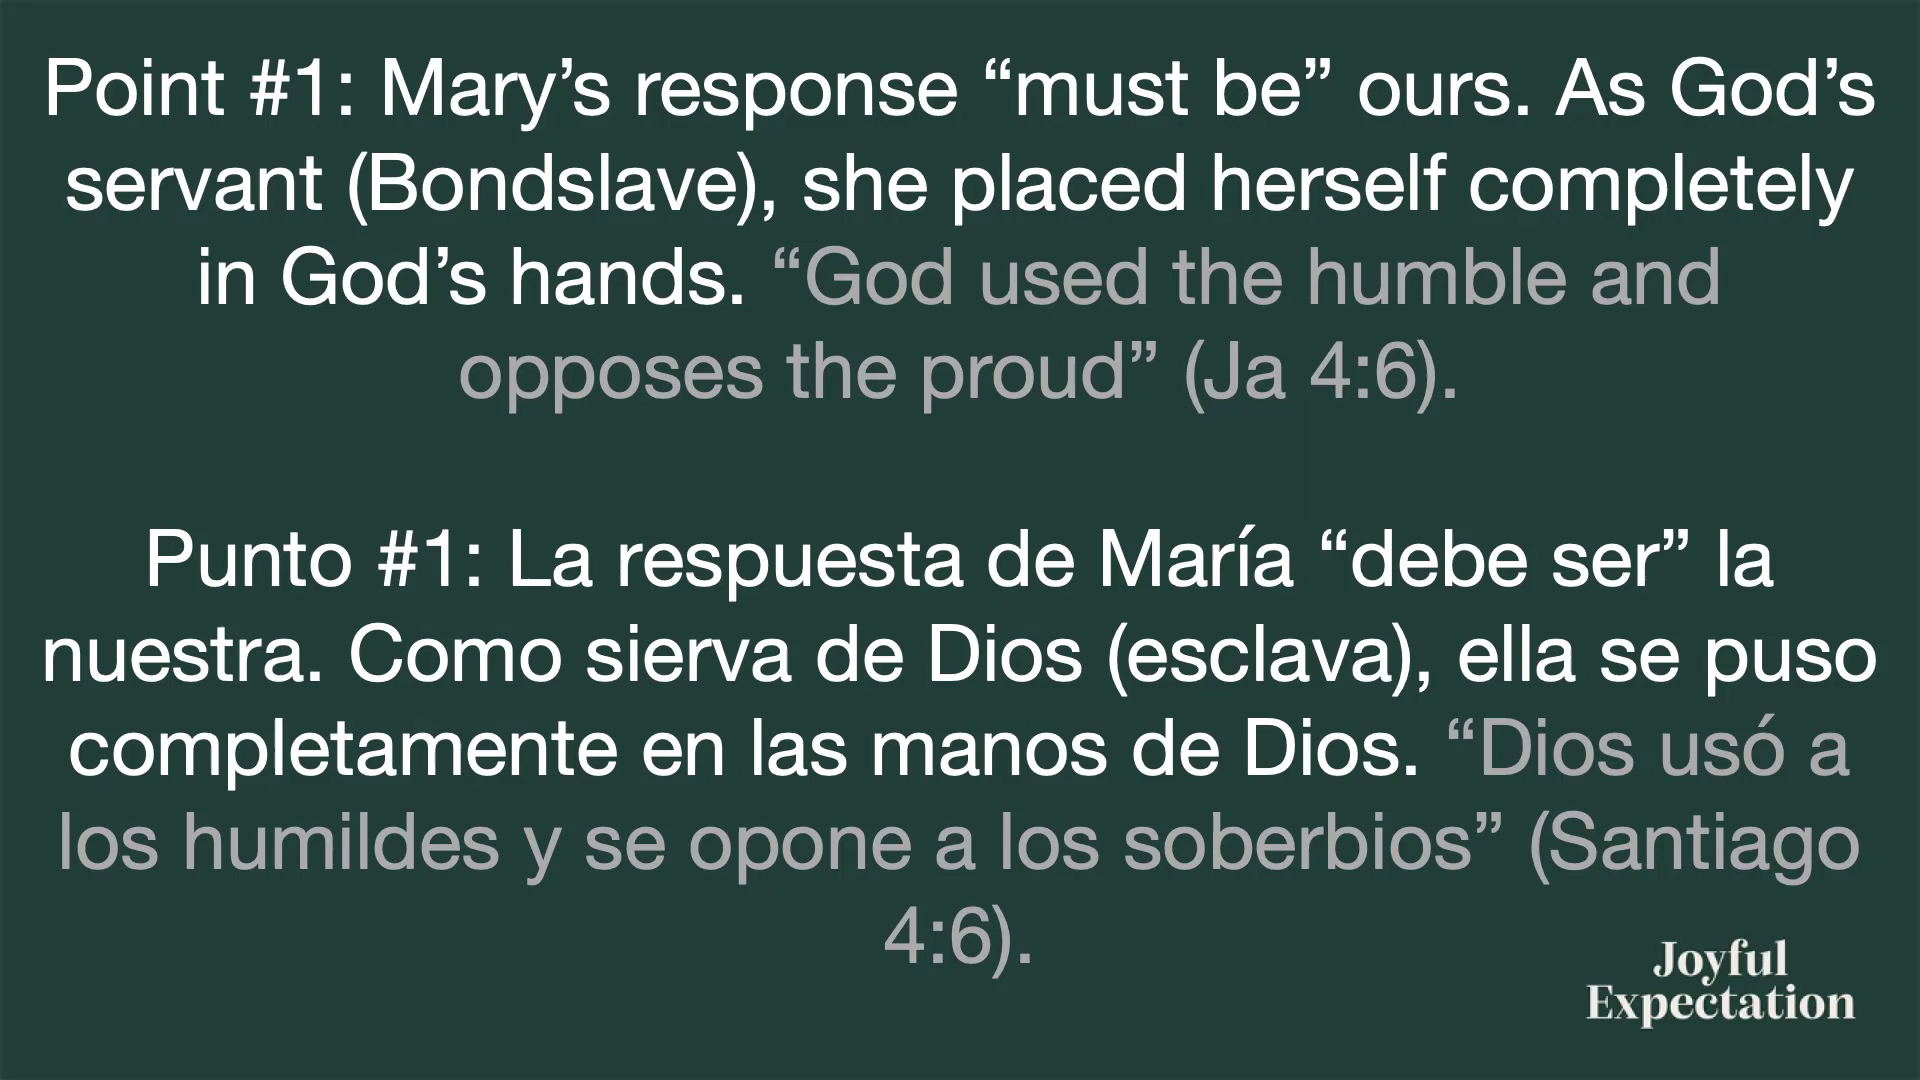 Point #1: Mary’s response “must be” ours. As God’s
servant (Bondslave), she placed herself completely
in God’s hands. “God used the humble and
opposes the proud” (Ja 4:6).
Punto #1: La respuesta de María “debe ser” la
nuestra. Como sierva de Dios (esclava), ella se puso
completamente en las manos de Dios. “Dios usó a
los humildes y se opone a los soberbios” (Santiago
4:6).
Joyful
Expectation